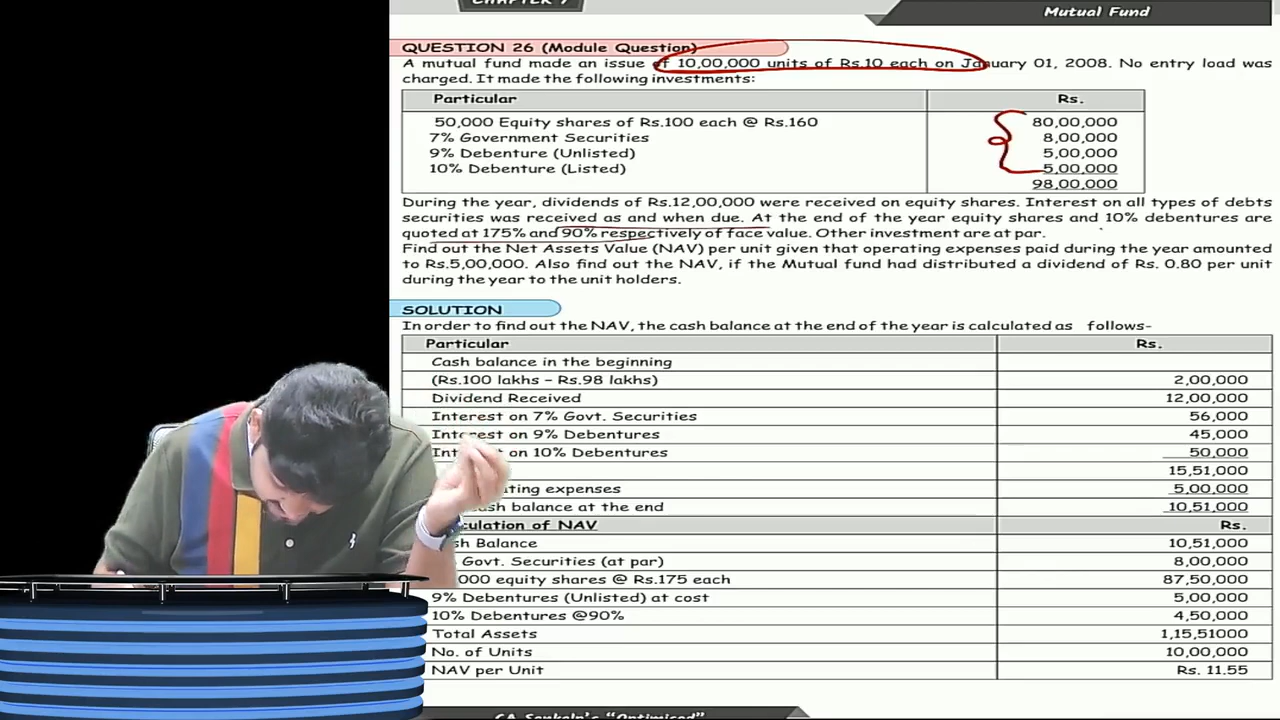 CHAPTER 7
Mutual Fund
QUESTION 26 (Module Question)
A mutual fund made an issue of 10,00,000 units of Rs.10 each on January 01, 2008. No entry load was
charged. It made the following investments:
Particular Rs.
50,000 Equity shares of Rs.100 each @ Rs.160 80,00,000
7% Government Securities 8,00,000
9% Debenture (Unlisted) 5,00,000
10% Debenture (Listed) 5,00,000
98,00,000
During the year, dividends of Rs.12,00,000 were received on equity shares. Interest on all types of debts
securities was received as and when due. At the end of the year equity shares and 10% debentures are
quoted at 175% and 90% respectively of face value. Other investment are at par.
Find out the Net Assets Value (NAV) per unit given that operating expenses paid during the year amounted
to Rs.5,00,000. Also find out the NAV, if the Mutual fund had distributed a dividend of Rs. 0.80 per unit
during the year to the unit holders.
SOLUTION
In order to find out the NAV, the cash balance at the end of the year is calculated as follows-
Particular Rs.
Cash balance in the beginning
(Rs.100 lakhs – Rs.98 lakhs) 2,00,000
Dividend Received 12,00,000
Interest on 7% Govt. Securities 56,000
Interest on 9% Debentures 45,000
on 10% Debentures 50,000
15,51,000
expenses 5,00,000
balance at the end 10,51,000
of NAV Rs.
Balance 10,51,000
Govt. Securities (at par) 8,00,000
equity shares @ Rs.175 each 87,50,000
9% Debentures (Unlisted) at cost 5,00,000
10% Debentures @90% 4,50,000
Total Assets 1,15,51000
No. of Units 10,00,000
NAV per Unit Rs. 11.55